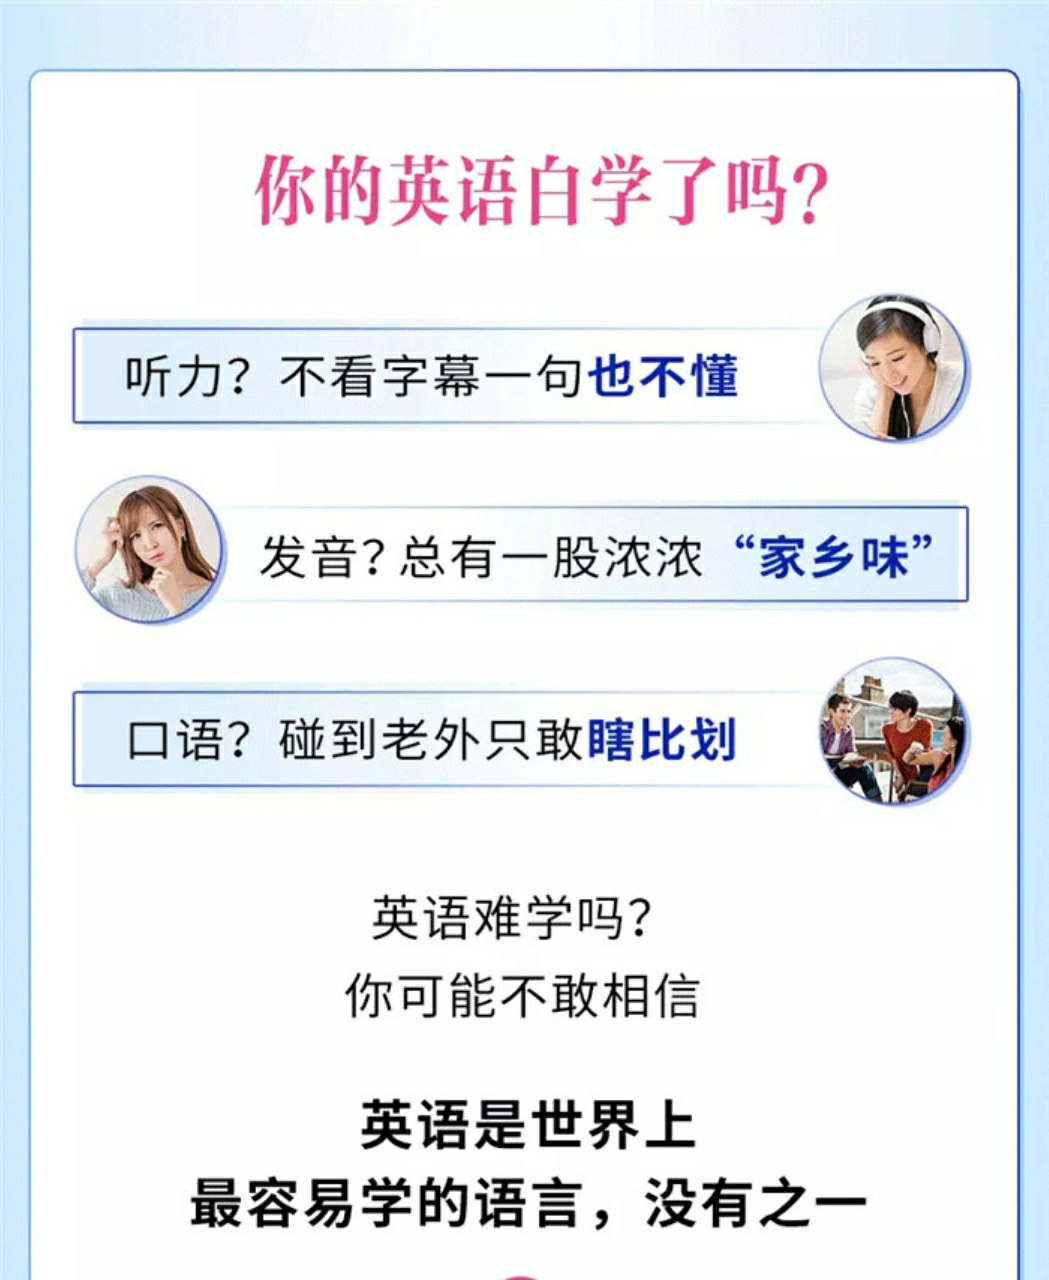 你的英语白学了吗?
听力？不看字幕一句也不懂
发音？总有一股浓浓“家乡味”
口语？碰到老外只敢瞎比划
英语难学吗？
你可能不敢相信
英语是世界上
最容易学的语言，没有之一